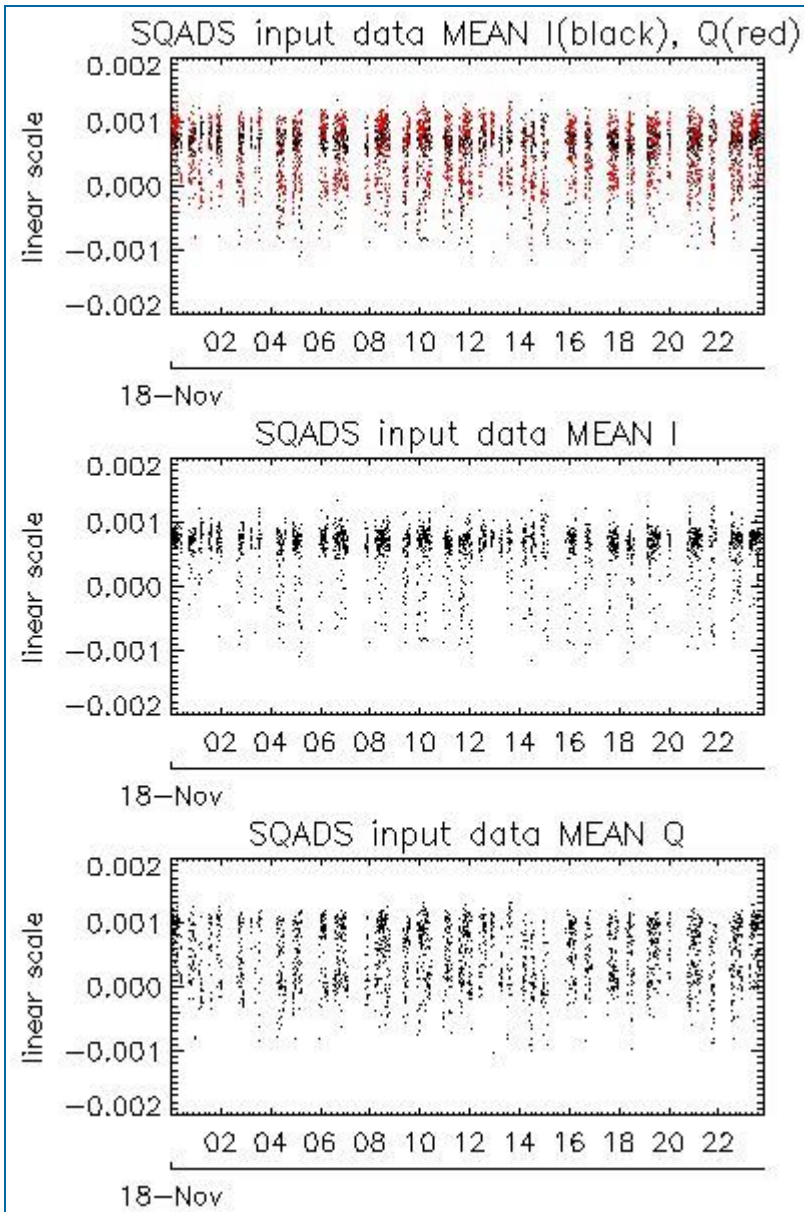 SQADS input data MEAN I(black), Q(red)
linear scale
0.002
0.001
0.000
-0.001
-0.002
02 04 06 08 10 12 14 16 18 20 22
18-Nov
SQADS input data MEAN I
linear scale
0.002
0.001
0.000
-0.001
-0.002
02 04 06 08 10 12 14 16 18 20 22
18-Nov
SQADS input data MEAN Q
linear scale
0.002
0.001
0.000
-0.001
-0.002
02 04 06 08 10 12 14 16 18 20 22
18-Nov